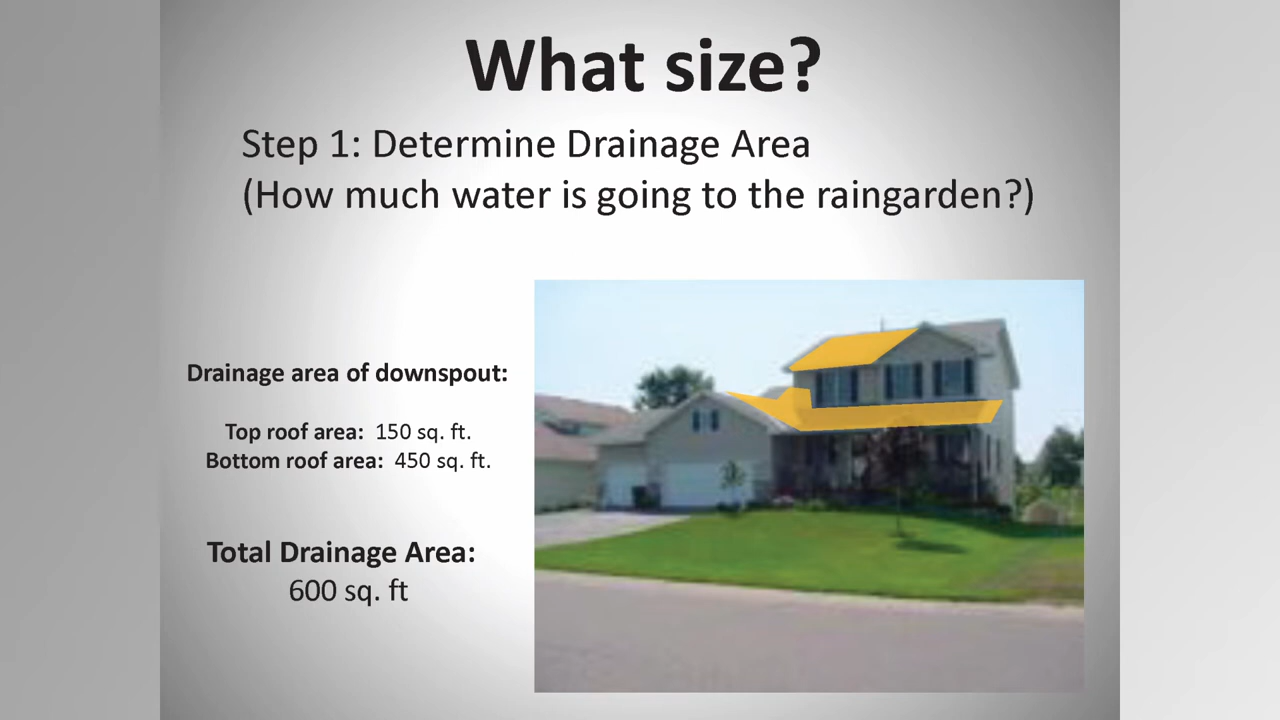 What size?
Step 1: Determine Drainage Area
(How much water is going to the raingarden?)
Drainage area of downspout:
Top roof area: 150 sq. ft.
Bottom roof area: 450 sq. ft.
Total Drainage Area:
600 sq. ft